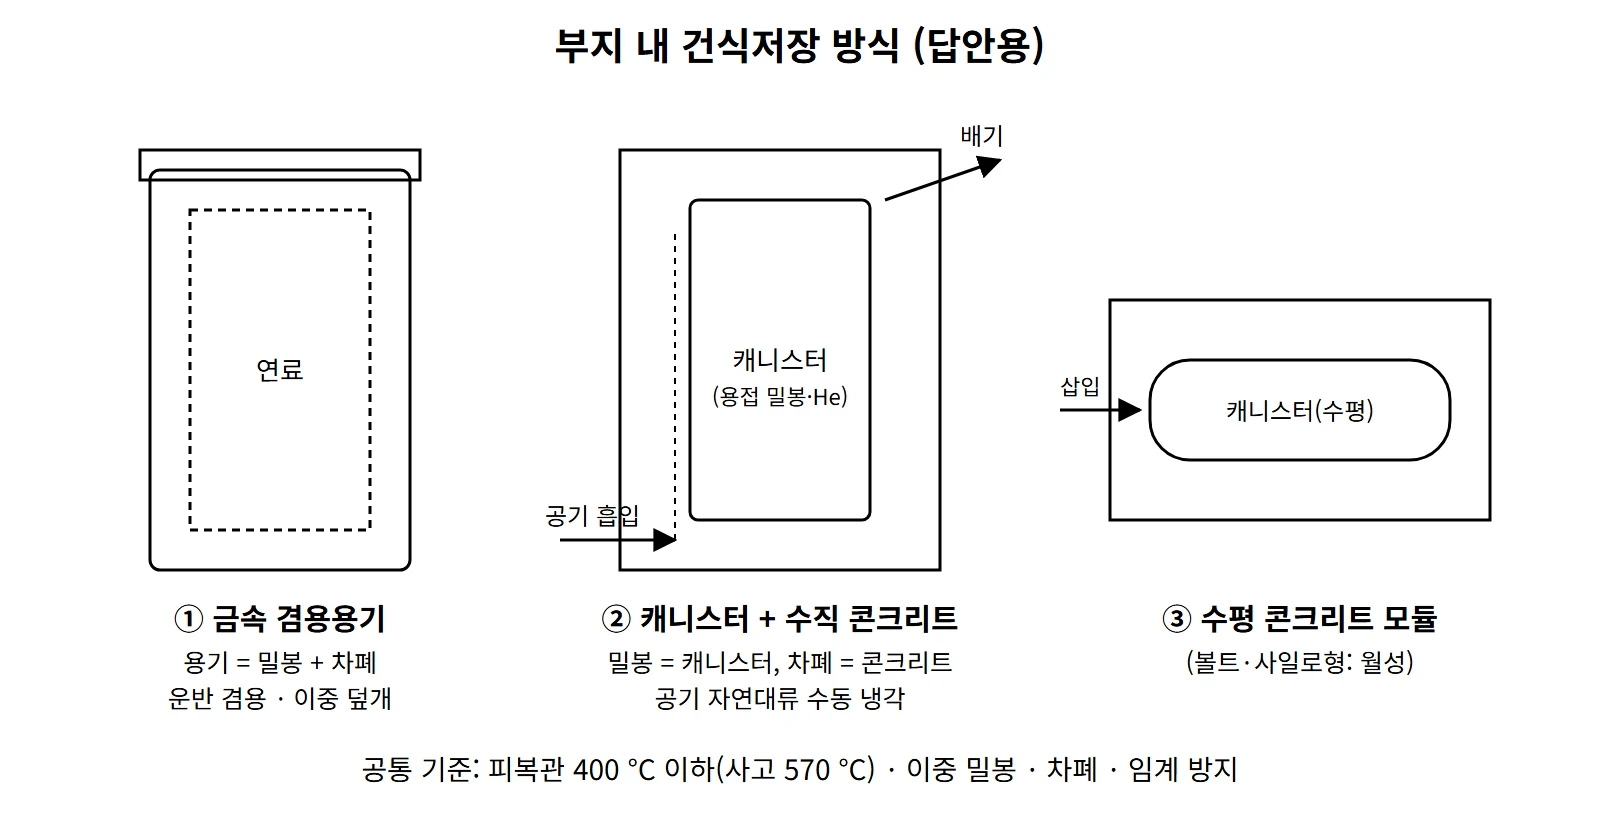 부지 내 건식저장 방식 (답안용)
연료
① 금속 겸용용기
용기 = 밀봉 + 차폐
운반 겸용 · 이중 덮개
배기
캐니스터
(용접 밀봉·He)
공기 흡입
② 캐니스터 + 수직 콘크리트
밀봉 = 캐니스터, 차폐 = 콘크리트
공기 자연대류 수동 냉각
삽입
캐니스터(수평)
③ 수평 콘크리트 모듈
(볼트·사일로형: 월성)
공통 기준: 피복관 400 °C 이하(사고 570 °C) · 이중 밀봉 · 차폐 · 임계 방지